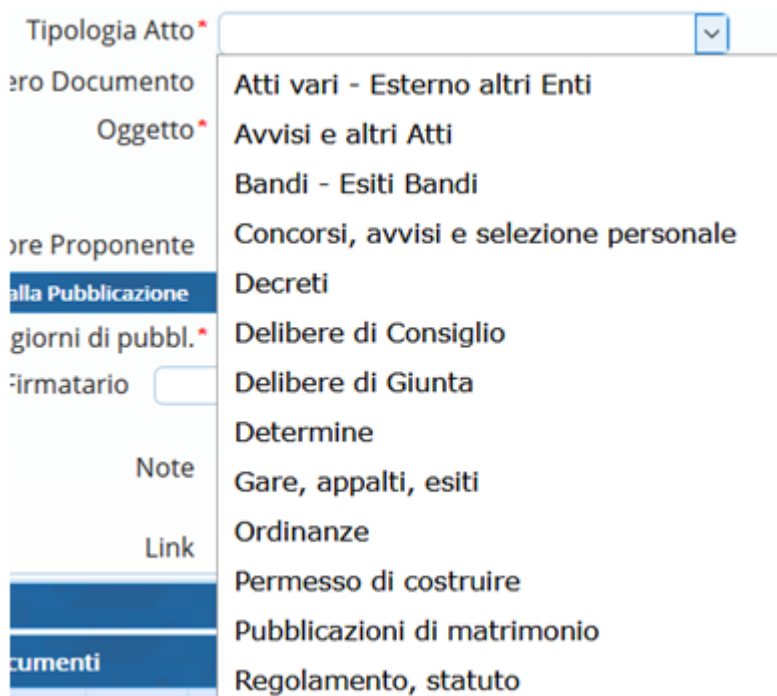 Tipologia Atto*
ero Documento
Oggetto*
ore Proponente
alla Pubblicazione
giorni di pubbl.*
Firmatario
Note
Link
cumenti
Atti vari - Esterno altri Enti
Avvisi e altri Atti
Bandi - Esiti Bandi
Concorsi, avvisi e selezione personale
Decreti
Delibere di Consiglio
Delibere di Giunta
Determine
Gare, appalti, esiti
Ordinanze
Permesso di costruire
Pubblicazioni di matrimonio
Regolamento, statuto